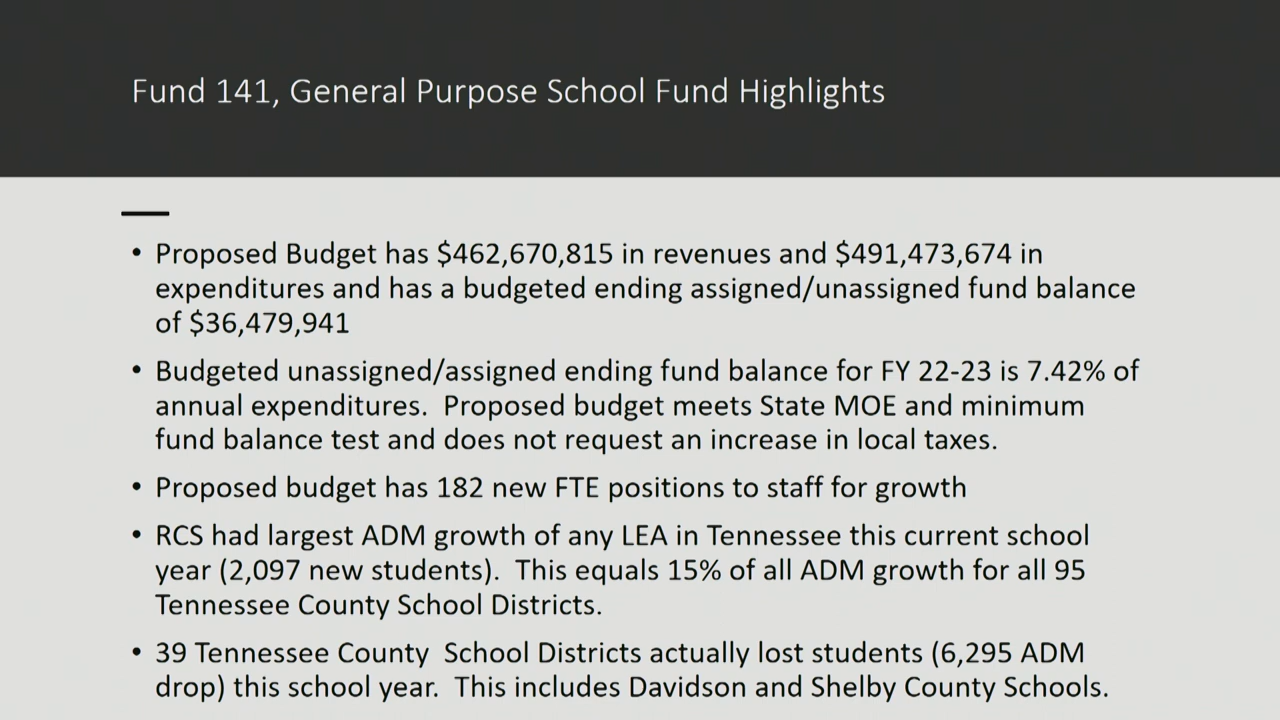 Fund 141, General Purpose School Fund Highlights
• Proposed Budget has $462,670,815 in revenues and $491,473,674 in
expenditures and has a budgeted ending assigned/unassigned fund balance
of $36,479,941
• Budgeted unassigned/assigned ending fund balance for FY 22-23 is 7.42% of
annual expenditures.  Proposed budget meets State MOE and minimum
fund balance test and does not request an increase in local taxes.
• Proposed budget has 182 new FTE positions to staff for growth
• RCS had largest ADM growth of any LEA in Tennessee this current school
year (2,097 new students).  This equals 15% of all ADM growth for all 95
Tennessee County School Districts.
• 39 Tennessee County  School Districts actually lost students (6,295 ADM
drop) this school year.  This includes Davidson and Shelby County Schools.